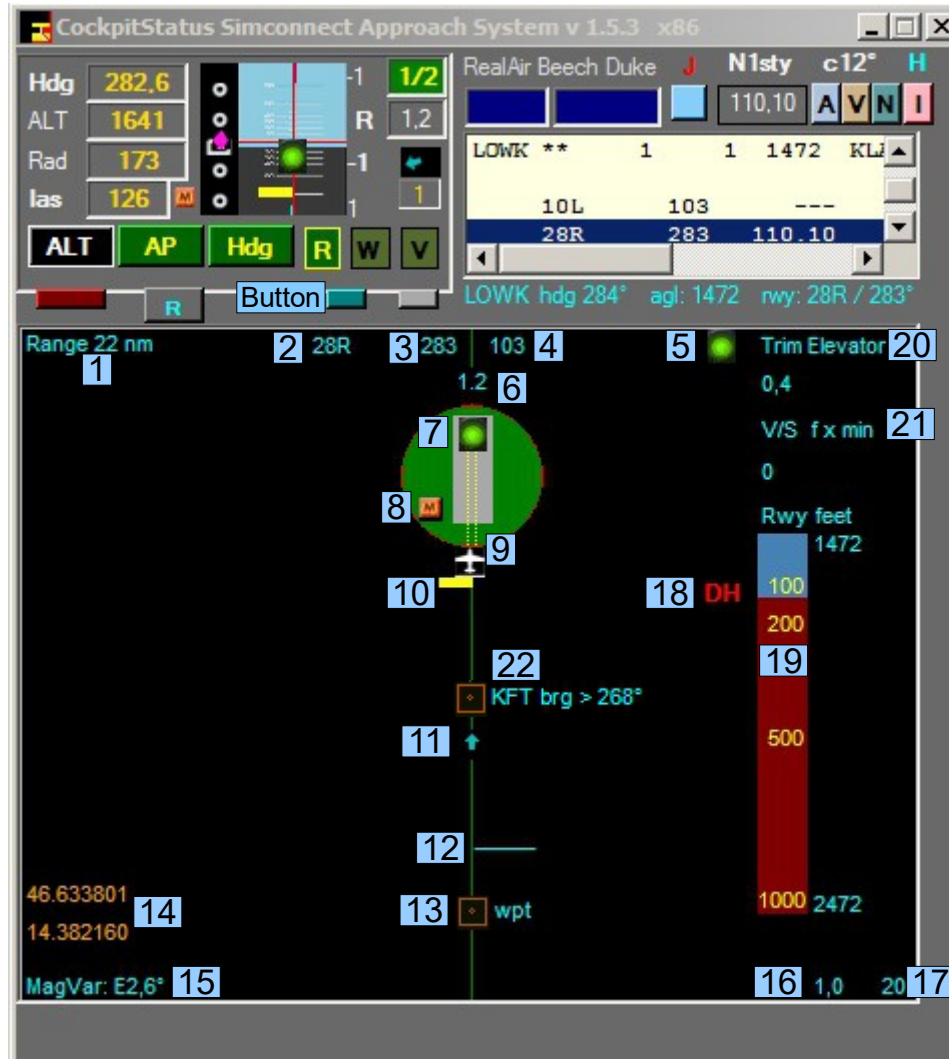 CockpitStatus Simconnect Approach System v 1.5.3 x86
Hdg 282,6
ALT 1641
Rad 173
Ias 126 M
-1 1/2
R 1,2
-1
1 1
ALT AP Hdg R W V
R Button
RealAir Beech Duke J N1sty c12° H
110,10 A V N I
LOWK ** 1 1 1472 KLA
10L 103 ---
28R 283 110.10
LOWK hdg 284° agl: 1472 rwy: 28R / 283°
Range 22 nm 2 28R 3 283 103 4 5 Trim Elevator 20
1
1.2 6 0,4
7 V/S f x min 21
0
8 M Rwy feet
9 1472
10 18 DH 100
200
22 19
KFT brg > 268°
11 500
12
46.633801 13 wpt 1000 2472
14
14.382160
MagVar: E2,6° 15 16 1,0 20 17